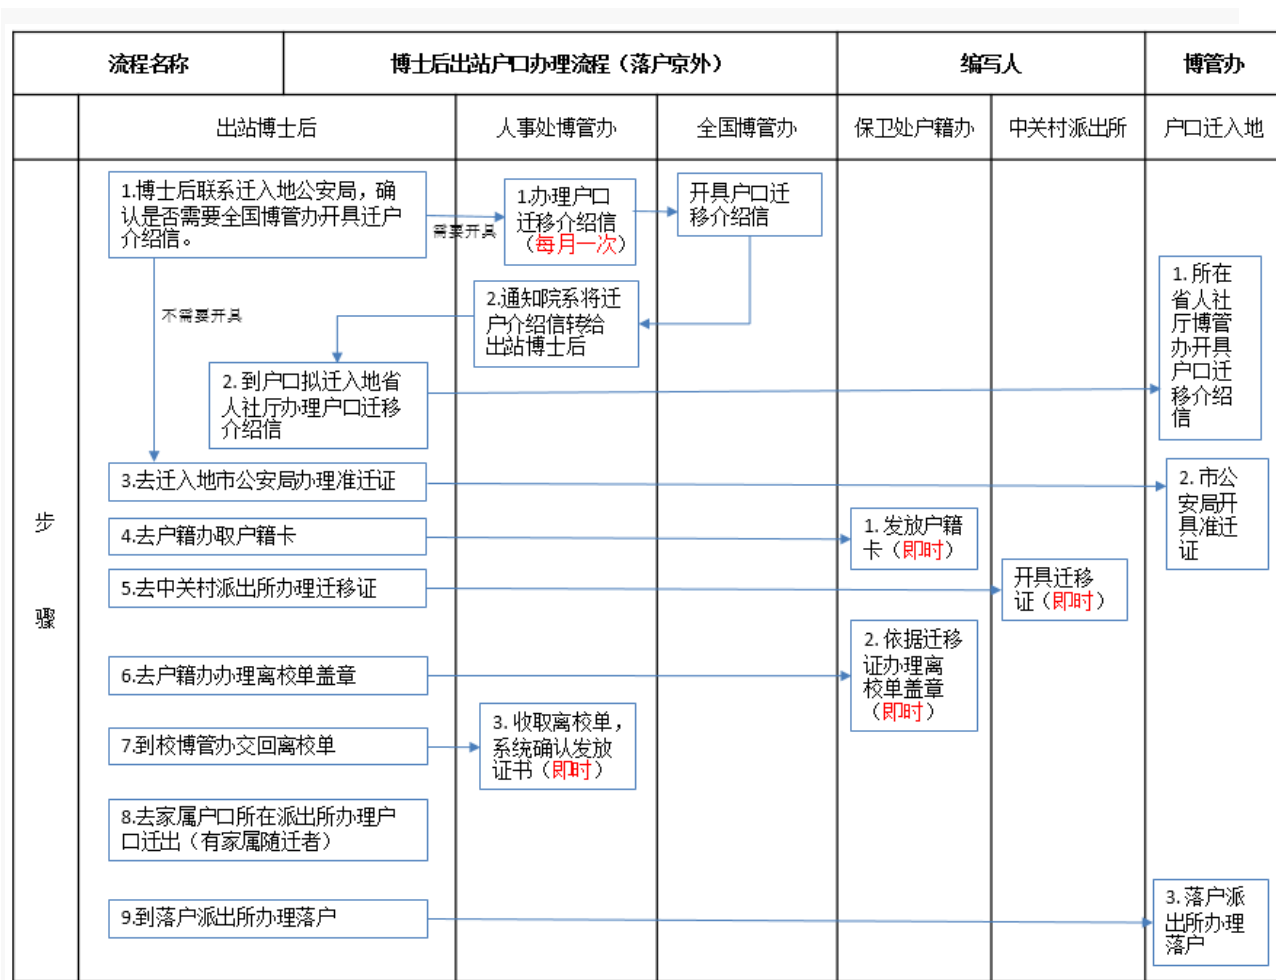 流程名称
博士后出站户口办理流程（落户京外）
编写人
博管办
出站博士后
人事处博管办
全国博管办
保卫处户籍办
中关村派出所
户口迁入地
步
骤
1.博士后联系迁入地公安局，确
认是否需要全国博管办开具迁户
介绍信。
需要开具
1.办理户口
迁移介绍信
（每月一次）
开具户口迁
移介绍信
不需要开具
2.通知院系将迁
户介绍信转给
出站博士后
1. 所在
省人社
厅博管
办开具
户口迁
移介绍
信
2. 到户口拟迁入地省
人社厅办理户口迁移
介绍信
3.去迁入地市公安局办理准迁证
2. 市公
安局开
具准迁
证
4.去户籍办取户籍卡
1. 发放户籍
卡（即时）
5.去中关村派出所办理迁移证
开具迁移
证（即时）
6.去户籍办办理离校单盖章
2. 依据迁移
证办理离
校单盖章
（即时）
7.到校博管办交回离校单
3. 收取离校单，
系统确认发放
证书（即时）
8.去家属户口所在派出所办理户
口迁出（有家属随迁者）
9.到落户派出所办理落户
3. 落户派
出所办理
落户